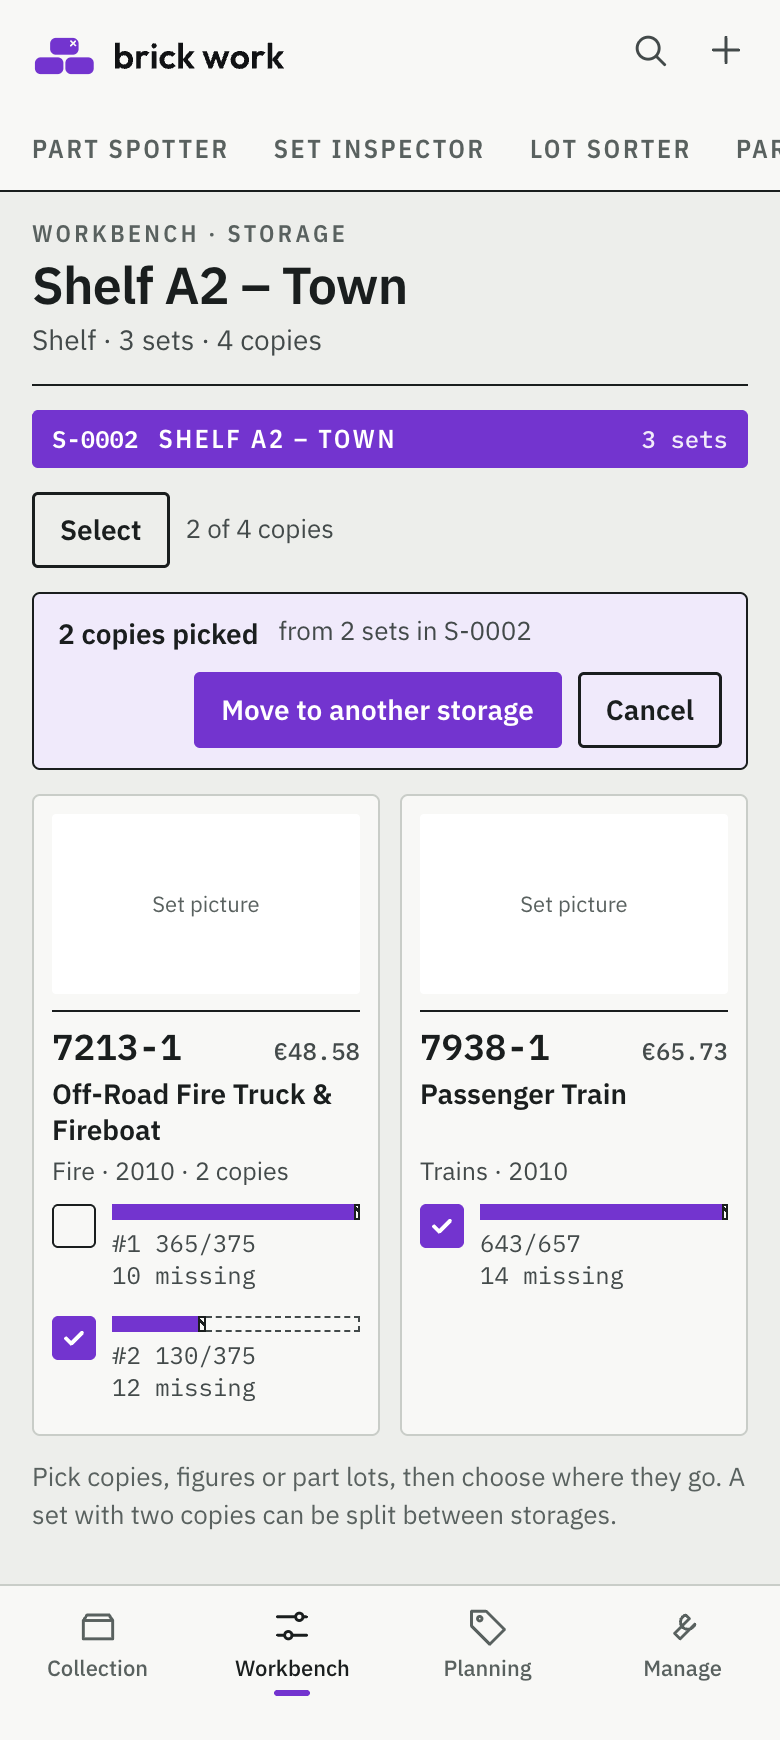 brick work
PART SPOTTER SET INSPECTOR LOT SORTER PAR
WORKBENCH · STORAGE
Shelf A2 – Town
Shelf · 3 sets · 4 copies
S-0002 SHELF A2 – TOWN 3 sets
Select 2 of 4 copies
2 copies picked from 2 sets in S-0002
Move to another storage Cancel
Set picture
7213-1 €48.58
Off-Road Fire Truck &
Fireboat
Fire · 2010 · 2 copies
#1 365/375
10 missing
#2 130/375
12 missing
Set picture
7938-1 €65.73
Passenger Train
Trains · 2010
643/657
14 missing
Pick copies, figures or part lots, then choose where they go. A
set with two copies can be split between storages.
Collection Workbench Planning Manage